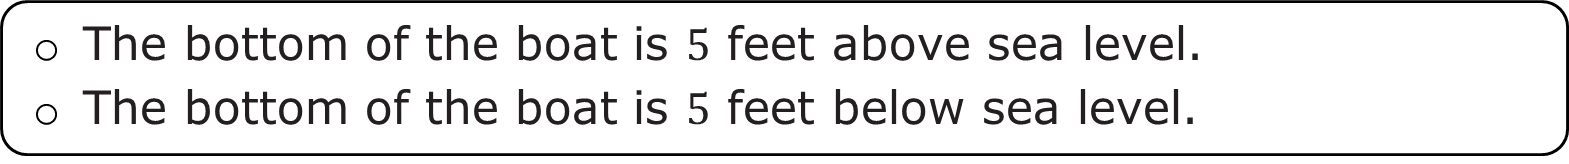 The bottom of the boat is 5 feet above sea level.
The bottom of the boat is 5 feet below sea level.